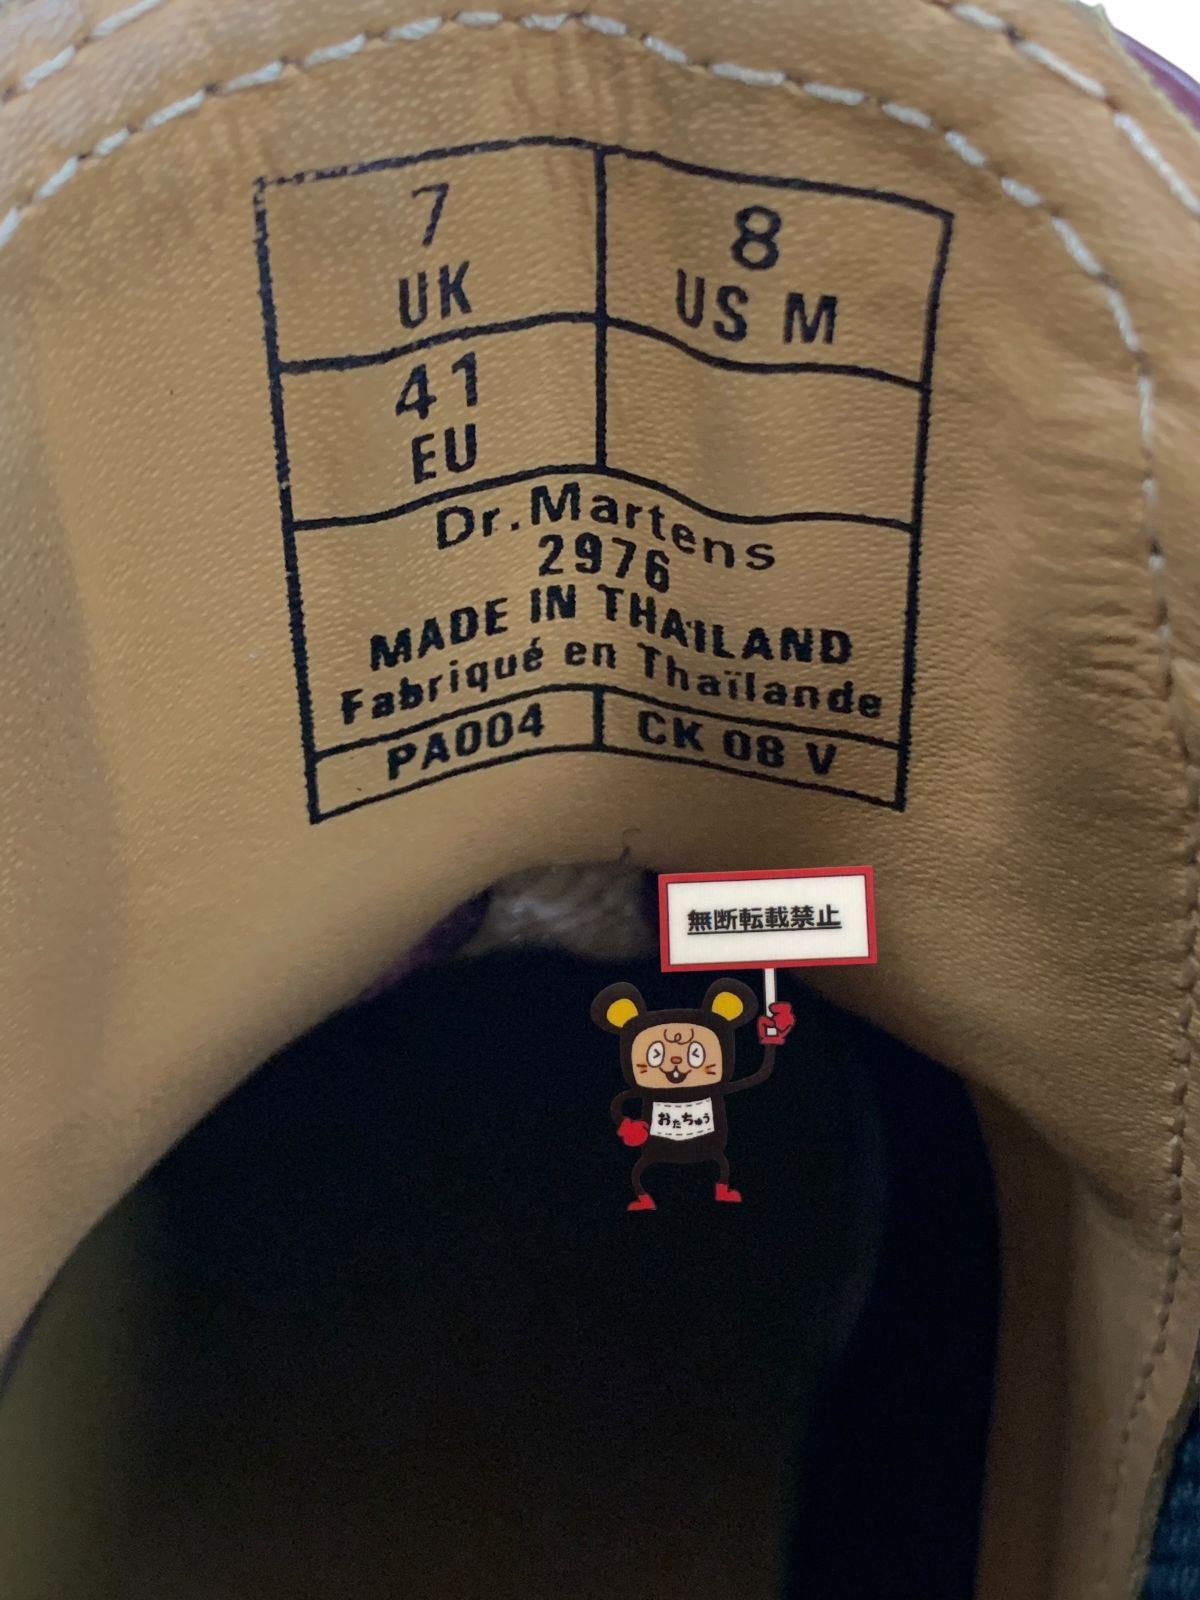 7
UK
8
US M
41
EU
Dr.Martens
2976
MADE IN THAILAND
Fabriqué en Thaïlande
PA004
CK 08 V
無断転載禁止
おたちゅう